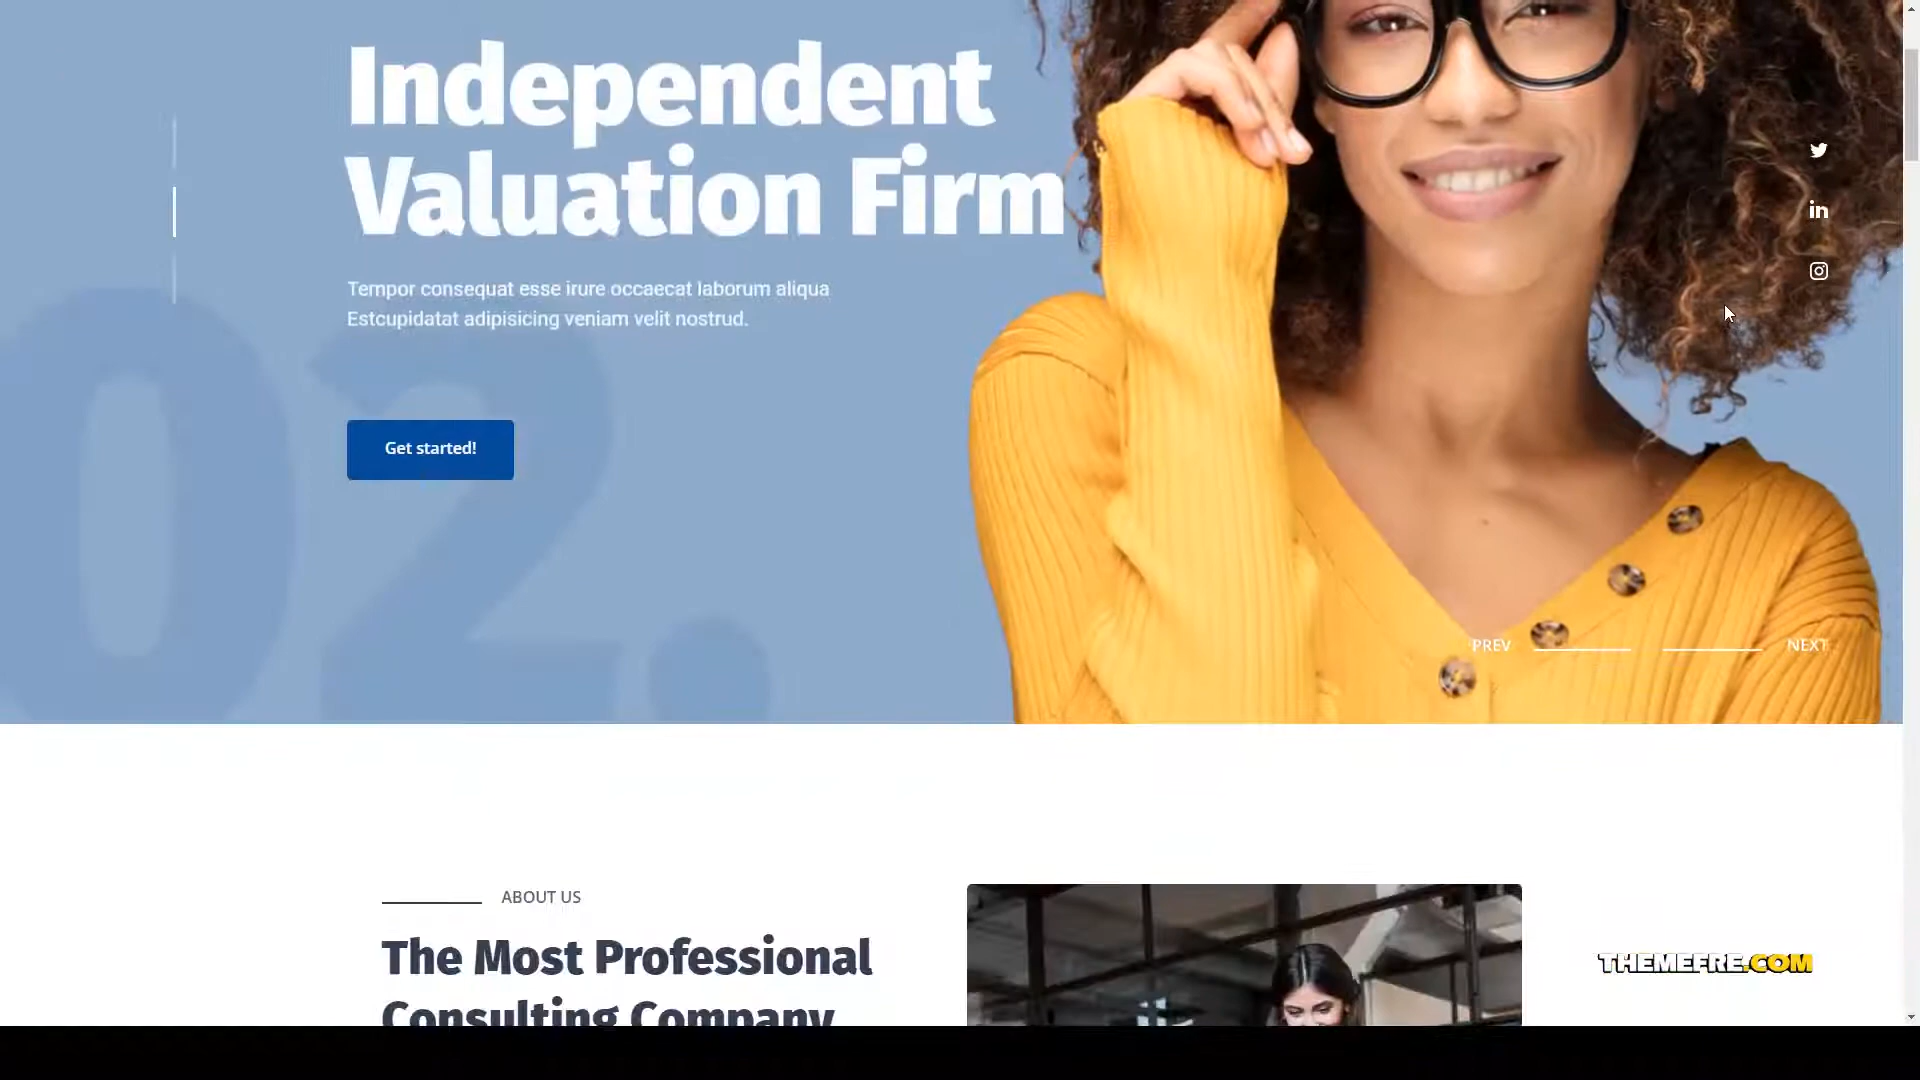 Independent
Valuation Firm
Tempor consequat esse irure occaecat laborum aliqua
Estcupidatat adipisicing veniam velit nostrud.
Get started!
02.
PREV
NEXT
ABOUT US
The Most Professional
Consulting Company
THEMEFRE.COM